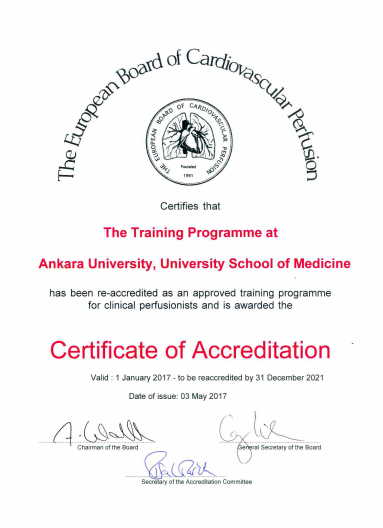 The European Board of Cardiovascular Perfusion
THE EUROPEAN BOARD OF CARDIOVASCULAR PERFUSION
Founded
1991
Certifies that
The Training Programme at
Ankara University, University School of Medicine
has been re-accredited as an approved training programme
for clinical perfusionists and is awarded the
Certificate of Accreditation
Valid : 1 January 2017 - to be reaccredited by 31 December 2021
Date of issue: 03 May 2017
Chairman of the Board
General Secretary of the Board
Secretary of the Accreditation Committee